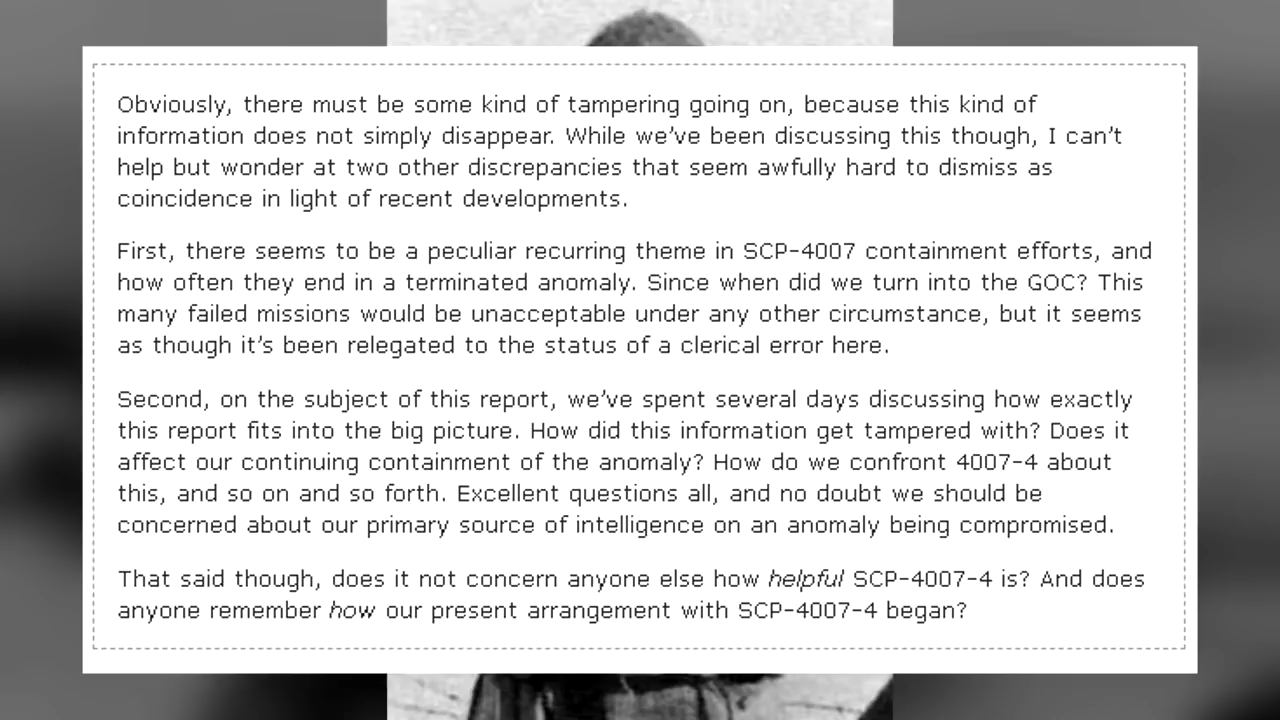 Obviously, there must be some kind of tampering going on, because this kind of
information does not simply disappear. While we’ve been discussing this though, I can’t
help but wonder at two other discrepancies that seem awfully hard to dismiss as
coincidence in light of recent developments.
First, there seems to be a peculiar recurring theme in SCP-4007 containment efforts, and
how often they end in a terminated anomaly. Since when did we turn into the GOC? This
many failed missions would be unacceptable under any other circumstance, but it seems
as though it’s been relegated to the status of a clerical error here.
Second, on the subject of this report, we’ve spent several days discussing how exactly
this report fits into the big picture. How did this information get tampered with? Does it
affect our continuing containment of the anomaly? How do we confront 4007-4 about
this, and so on and so forth. Excellent questions all, and no doubt we should be
concerned about our primary source of intelligence on an anomaly being compromised.
That said though, does it not concern anyone else how helpful SCP-4007-4 is? And does
anyone remember how our present arrangement with SCP-4007-4 began?